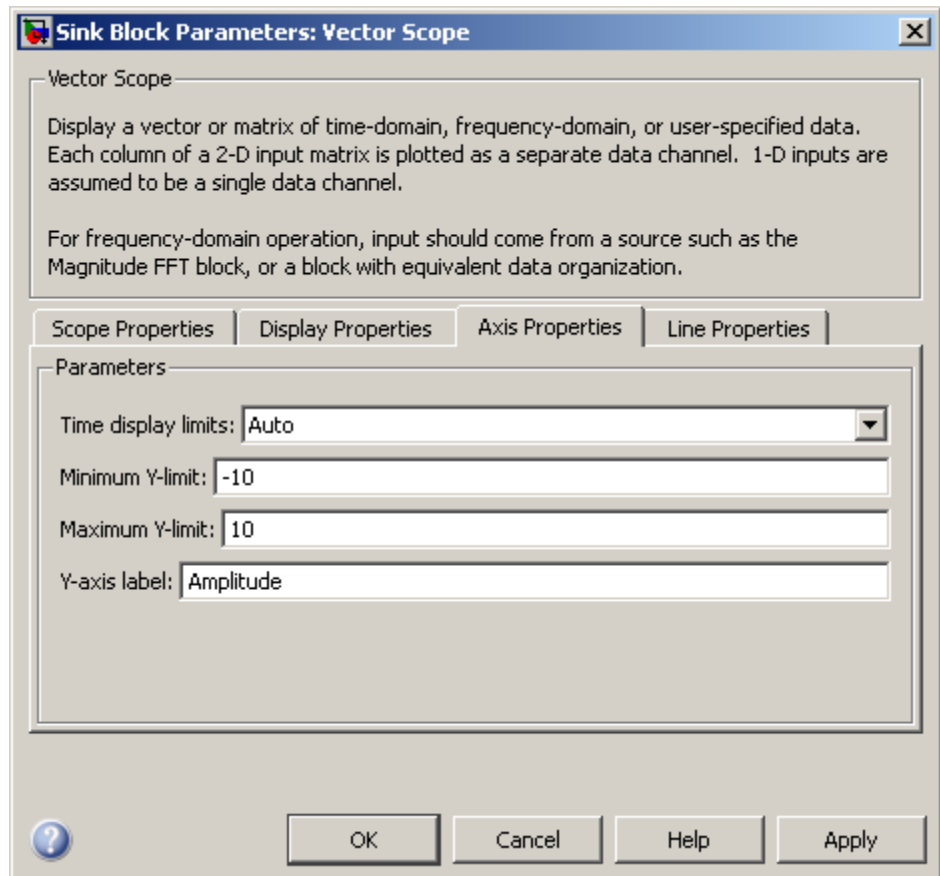 Sink Block Parameters: Vector Scope
Vector Scope
Display a vector or matrix of time-domain, frequency-domain, or user-specified data.
Each column of a 2-D input matrix is plotted as a separate data channel.  1-D inputs are
assumed to be a single data channel.
For frequency-domain operation, input should come from a source such as the
Magnitude FFT block, or a block with equivalent data organization.
Scope Properties Display Properties Axis Properties Line Properties
Parameters
Time display limits: Auto
Minimum Y-limit: -10
Maximum Y-limit: 10
Y-axis label: Amplitude
? OK Cancel Help Apply